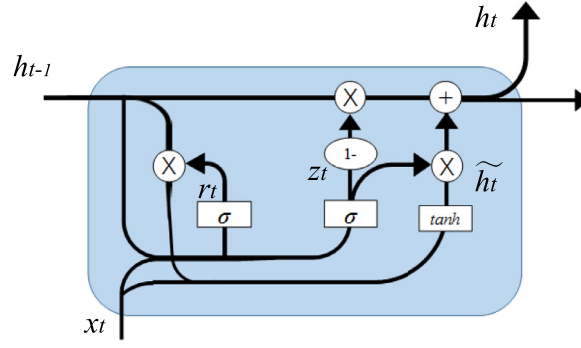 ht
ht-1
X
+
1-
X
rt
zt
X
h̃t
σ
σ
tanh
xt